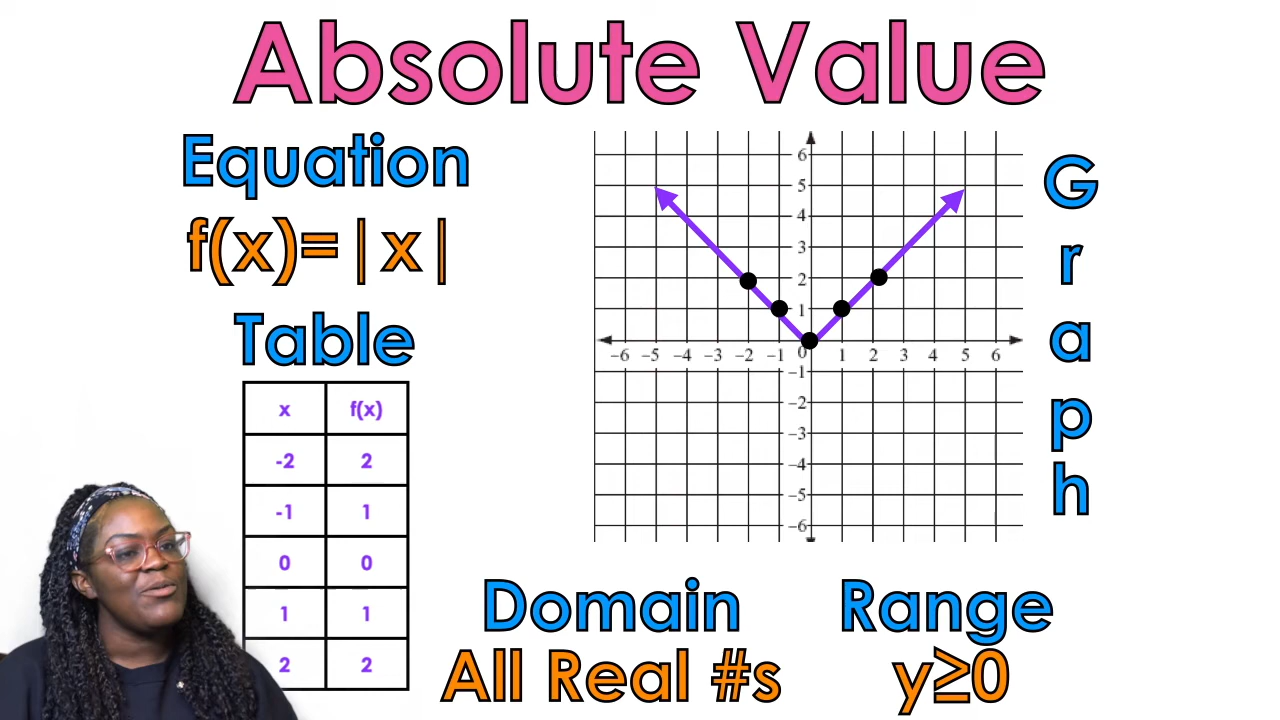 Absolute Value
Equation
f(x)=|x|
Table
x f(x)
-2 2
-1 1
0 0
1 1
2 2
Graph
6
5
4
3
2
1
–6 –5 –4 –3 –2 –1 0 1 2 3 4 5 6
–1
–2
–3
–4
–5
–6
Domain
All Real #s
Range
y≥0